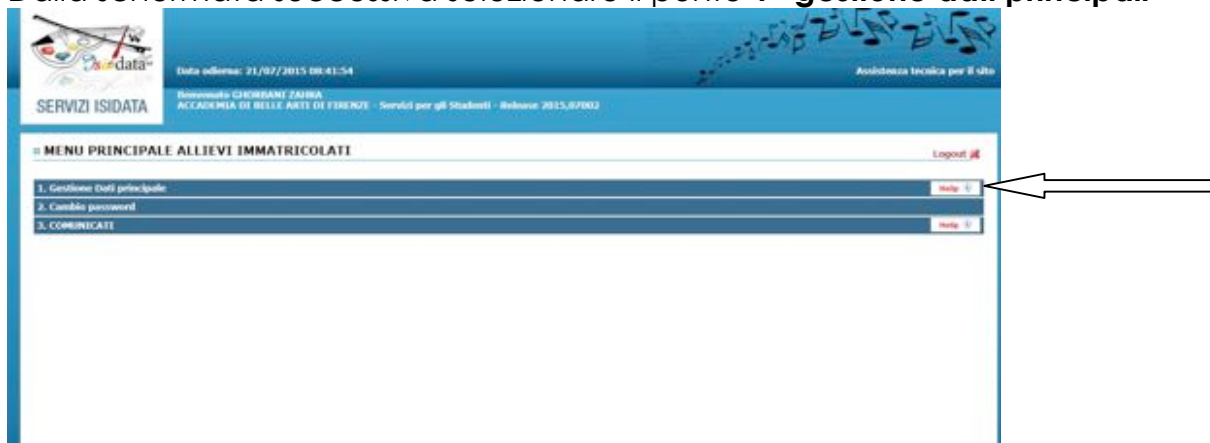 Dalla schermata successiva selezionare il punto 1 - gestione dati principali
Isidata
Data odierna: 21/07/2015 08:41:54
Assistenza tecnica per il sito
SERVIZI ISIDATA
Benvenuto GHORBANI ZAHRA
ACCADEMIA DI BELLE ARTI DI FIRENZE - Servizi per gli Studenti - Release 2015,07002
MENU PRINCIPALE ALLIEVI IMMATRICOLATI
Logout
1. Gestione Dati principale
Help
2. Cambio password
3. COMUNICATI
Help